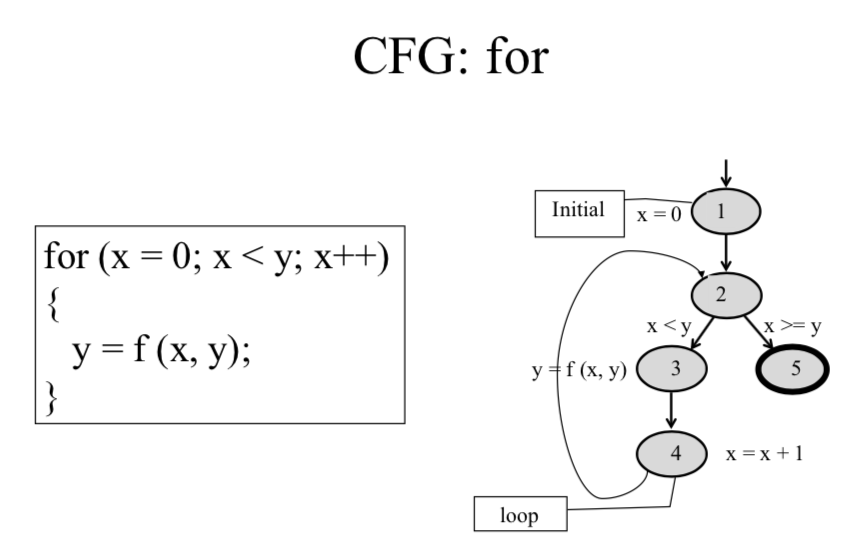 CFG: for
for (x = 0; x < y; x++)
{
y = f (x, y);
}
Initial
x = 0
1
2
x < y
x >= y
y = f (x, y)
3
5
4
x = x + 1
loop